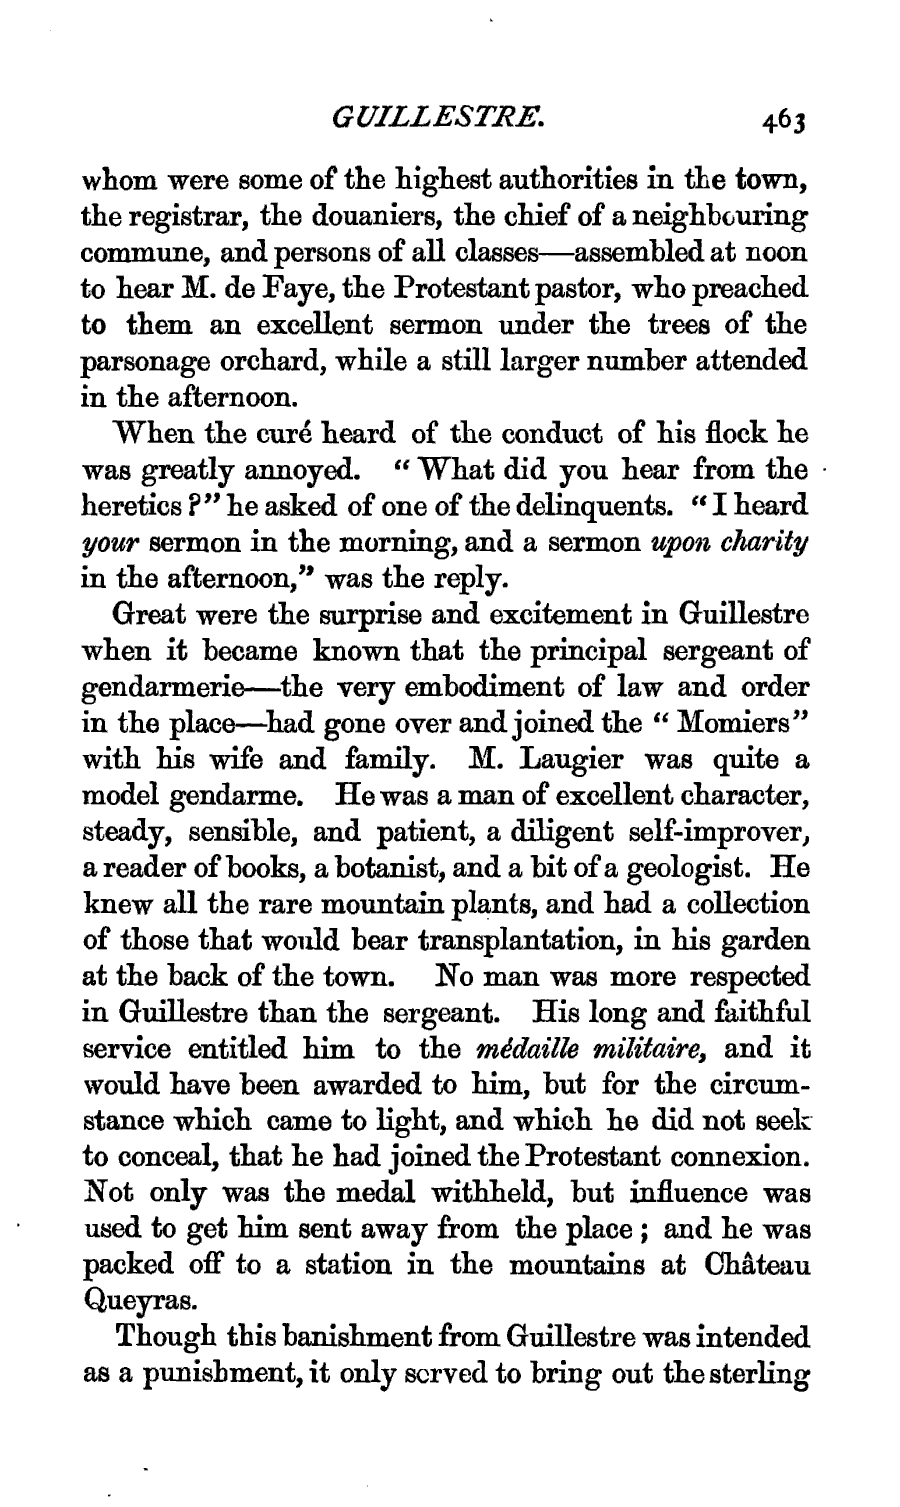 GUILLESTRE. 463
whom were some of the highest authorities in the town,
the registrar, the douaniers, the chief of a neighbouring
commune, and persons of all classes—assembled at noon
to hear M. de Faye, the Protestant pastor, who preached
to them an excellent sermon under the trees of the
parsonage orchard, while a still larger number attended
in the afternoon.
When the curé heard of the conduct of his flock he
was greatly annoyed. “ What did you hear from the
heretics ?” he asked of one of the delinquents. “ I heard
your sermon in the morning, and a sermon upon charity
in the afternoon,” was the reply.
Great were the surprise and excitement in Guillestre
when it became known that the principal sergeant of
gendarmerie—the very embodiment of law and order
in the place—had gone over and joined the “ Momiers”
with his wife and family. M. Laugier was quite a
model gendarme. He was a man of excellent character,
steady, sensible, and patient, a diligent self-improver,
a reader of books, a botanist, and a bit of a geologist. He
knew all the rare mountain plants, and had a collection
of those that would bear transplantation, in his garden
at the back of the town. No man was more respected
in Guillestre than the sergeant. His long and faithful
service entitled him to the médaille militaire, and it
would have been awarded to him, but for the circum-
stance which came to light, and which he did not seek
to conceal, that he had joined the Protestant connexion.
Not only was the medal withheld, but influence was
used to get him sent away from the place ; and he was
packed off to a station in the mountains at Château
Queyras.
Though this banishment from Guillestre was intended
as a punishment, it only served to bring out the sterling